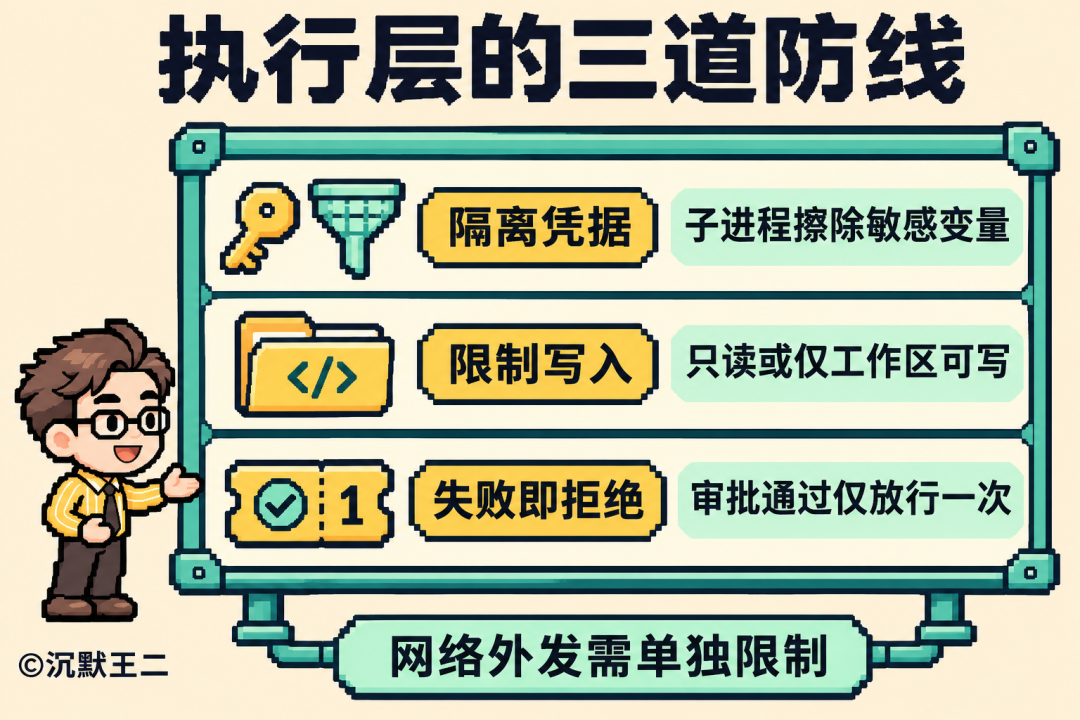 执行层的三道防线
隔离凭据
子进程擦除敏感变量
</>
限制写入
只读或仅工作区可写
1
失败即拒绝
审批通过仅放行一次
网络外发需单独限制
©沉默王二